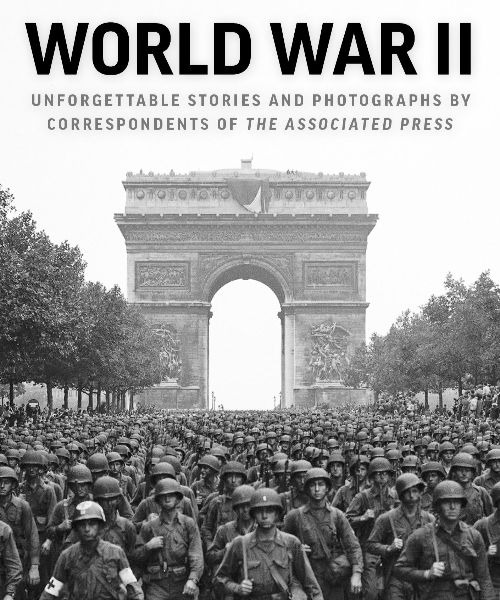 WORLD WAR II
UNFORGETTABLE STORIES AND PHOTOGRAPHS BY
CORRESPONDENTS OF THE ASSOCIATED PRESS